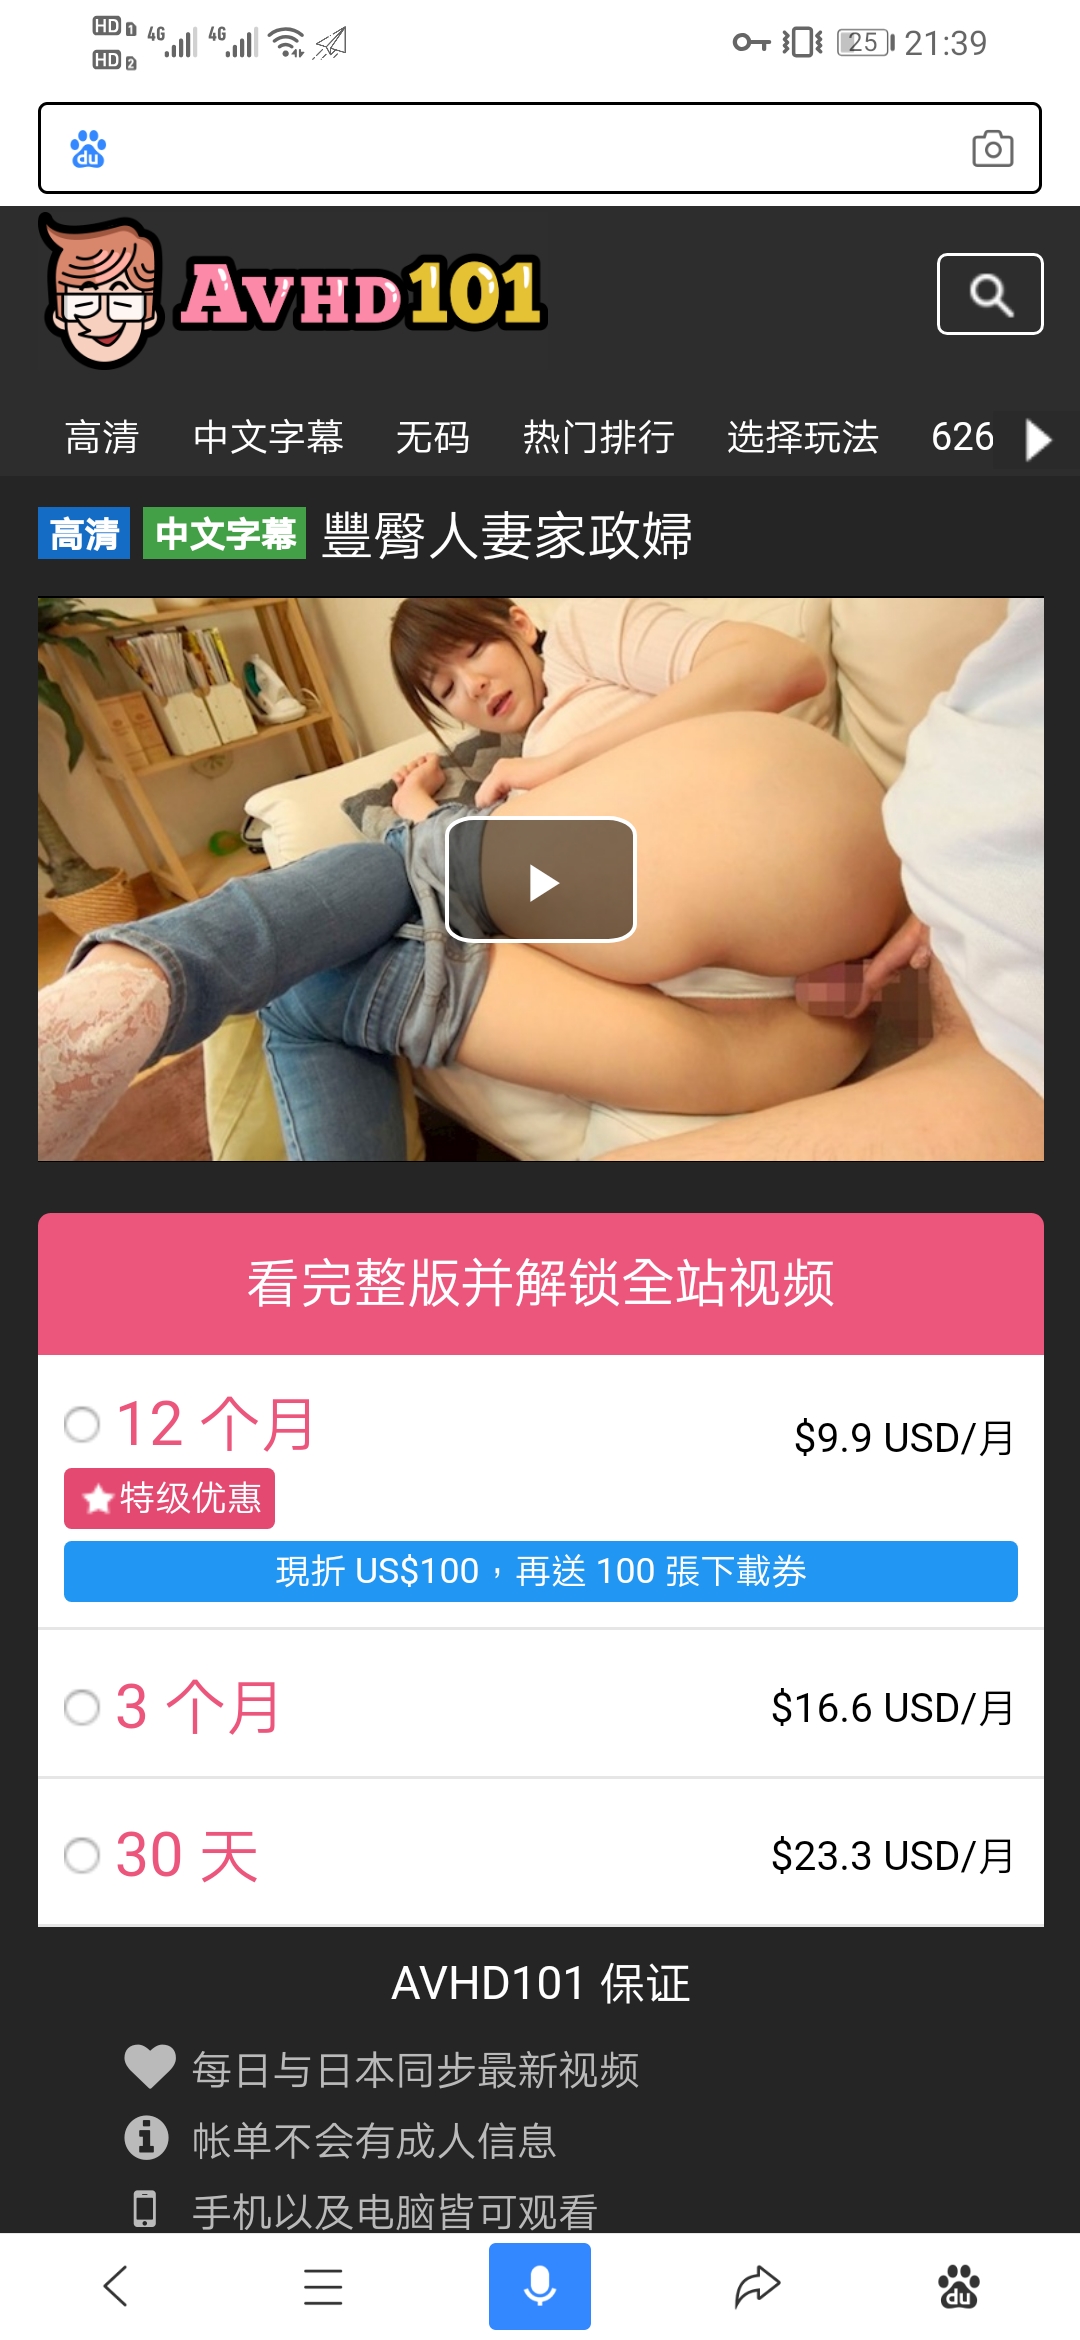 HD 1 4G 4G 25 21:39
HD 2
du
AVHD101
高清 中文字幕 无码 热门排行 选择玩法 626
高清 中文字幕 豐臀人妻家政婦
看完整版并解锁全站视频
12 个月 $9.9 USD/月
特级优惠
現折 US$100，再送 100 張下載券
3 个月 $16.6 USD/月
30 天 $23.3 USD/月
AVHD101 保证
每日与日本同步最新视频
帐单不会有成人信息
手机以及电脑皆可观看
du